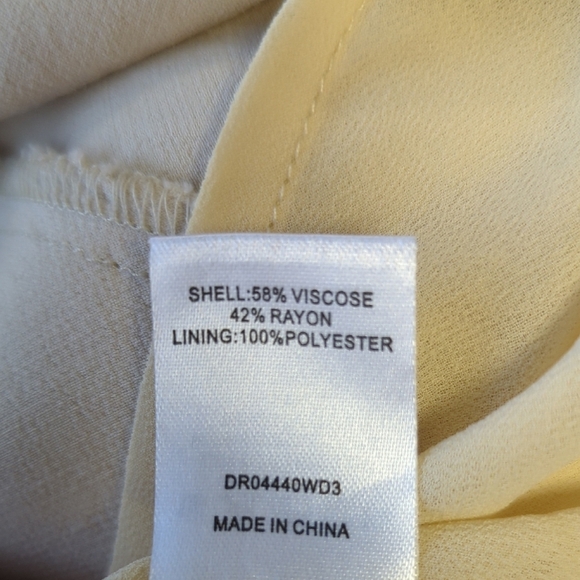 SHELL:58% VISCOSE
42% RAYON
LINING:100%POLYESTER
DR04440WD3
MADE IN CHINA